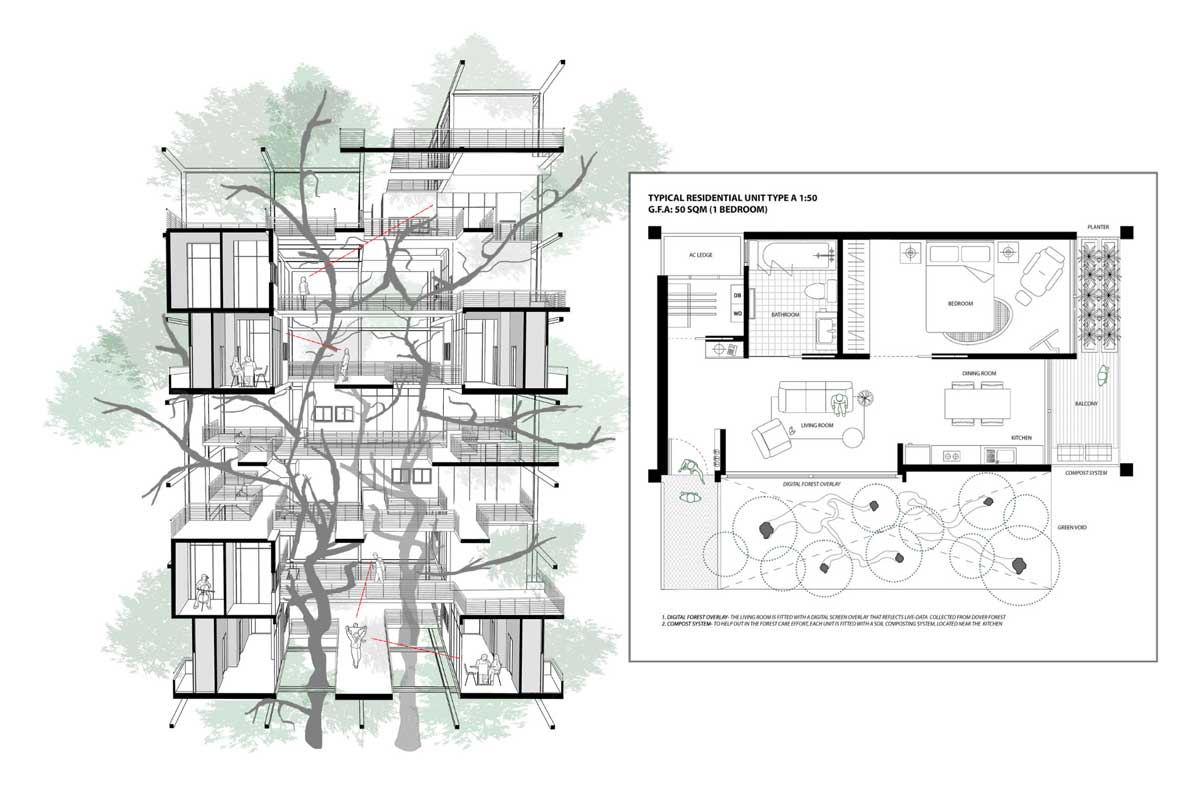 TYPICAL RESIDENTIAL UNIT TYPE A 1:50
G.F.A: 50 SQM (1 BEDROOM)
PLANTER
AC LEDGE
DB
WD
BATHROOM
BEDROOM
DINING ROOM
BALCONY
LIVING ROOM
KITCHEN
COMPOST SYSTEM
DIGITAL FOREST OVERLAY
GREEN VOID
1. DIGITAL FOREST OVERLAY- THE LIVING ROOM IS FITTED WITH A DIGITAL SCREEN OVERLAY THAT REFLECTS LIVE-DATA COLLECTED FROM DOVER FOREST
2. COMPOST SYSTEM- TO HELP OUT IN THE FOREST CARE EFFORT, EACH UNIT IS FITTED WITH A SOIL COMPOSTING SYSTEM, LOCATED NEAR THE KITCHEN